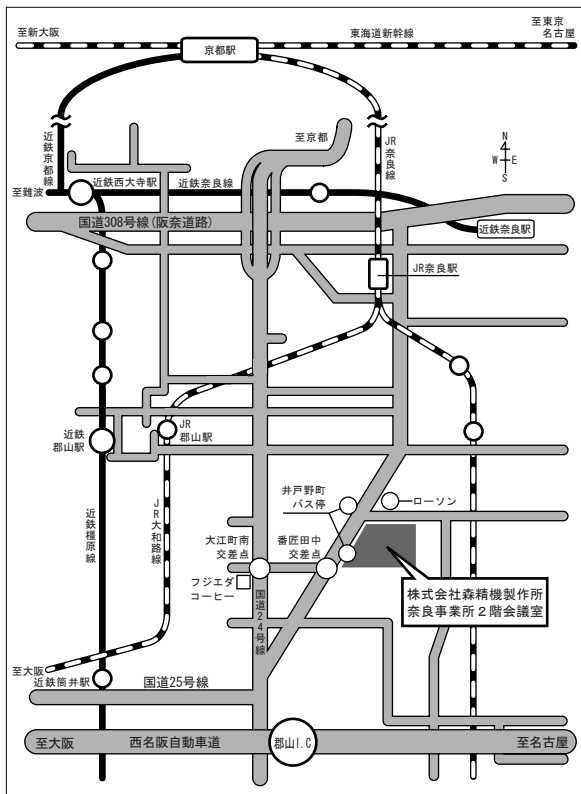 至新大阪
京都駅
東海道新幹線
至東京
名古屋
近鉄京都線
至京都
JR奈良線
N
W
E
S
至難波
近鉄西大寺駅
近鉄奈良線
国道308号線(阪奈道路)
近鉄奈良駅
JR奈良駅
近鉄
郡山駅
JR
郡山駅
井戸野町
バス停
ローソン
近鉄橿原線
JR大和路線
大江町南
交差点
番匠田中
交差点
フジエダ
コーヒー
国道24号線
株式会社森精機製作所
奈良事業所2階会議室
至大阪
近鉄筒井駅
国道25号線
至大阪
西名阪自動車道
郡山I.C
至名古屋